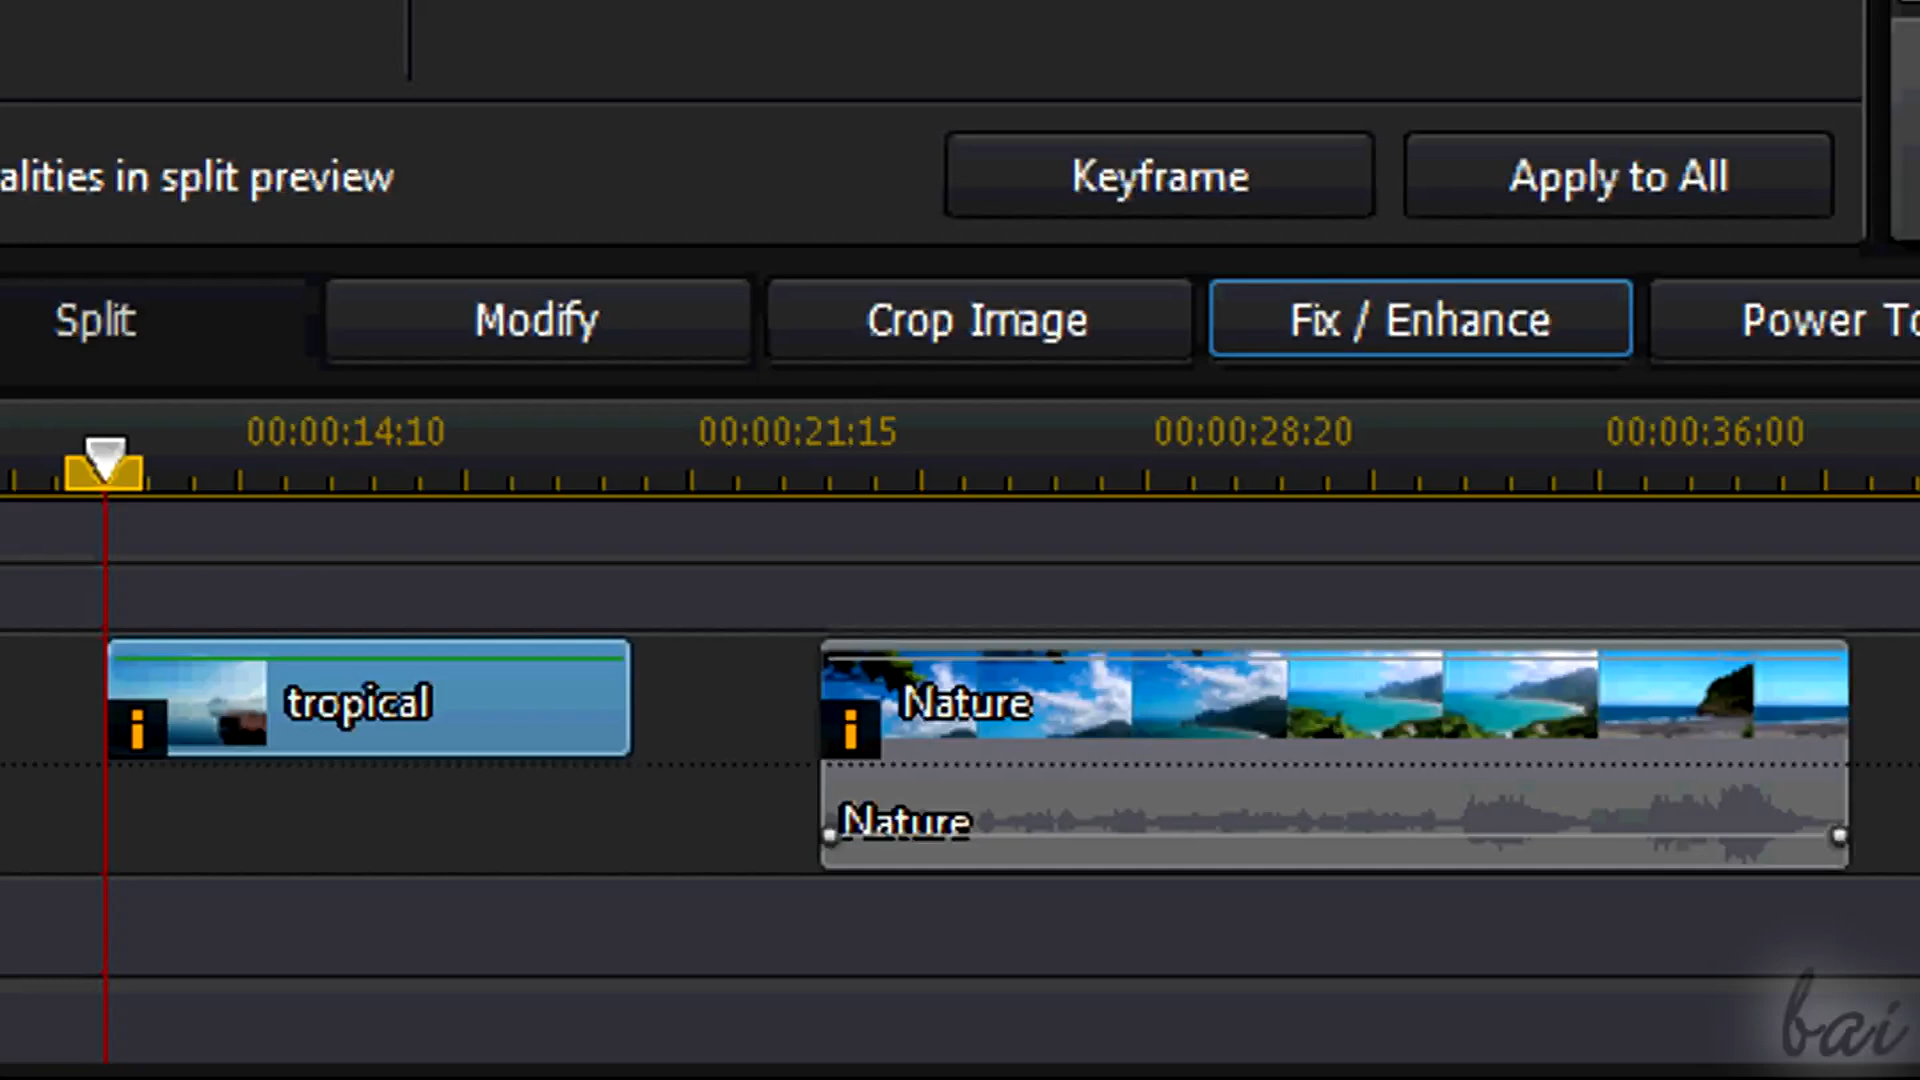 alities in split preview
Keyframe
Apply to All
Split
Modify
Crop Image
Fix / Enhance
Power To
00:00:14:10
00:00:21:15
00:00:28:20
00:00:36:00
i
tropical
i
Nature
Nature
bai